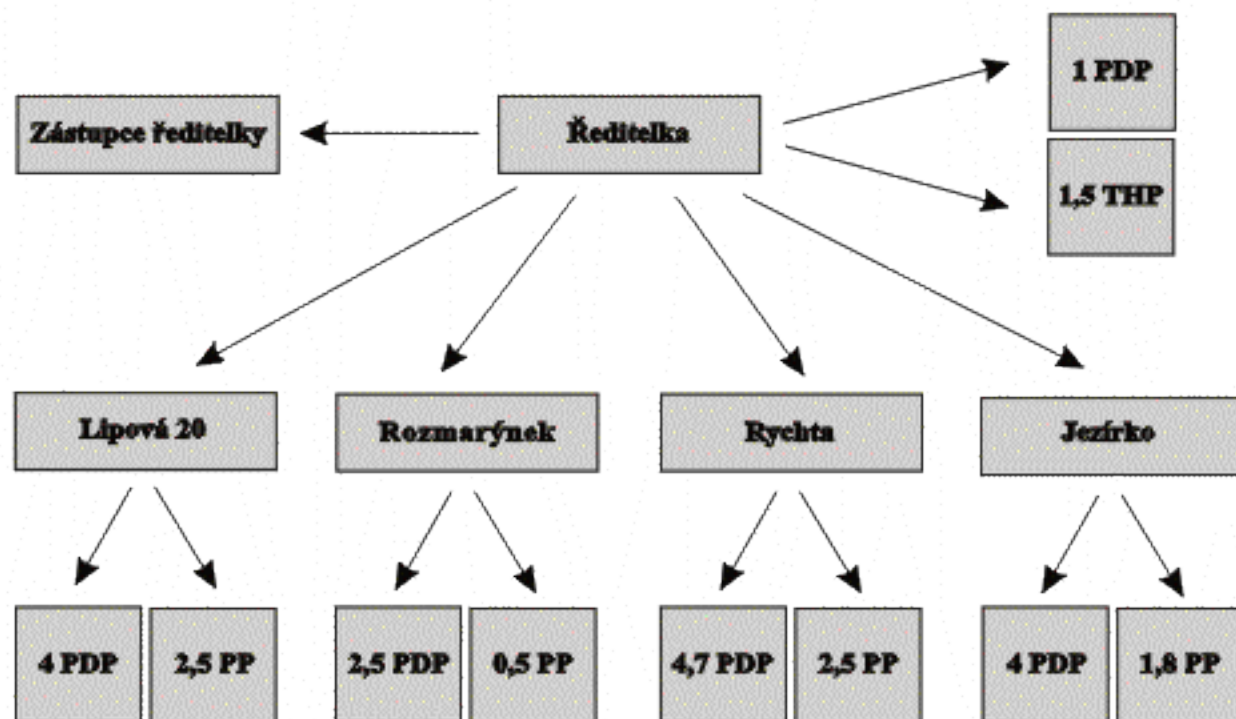 1 PDP
Zástupce ředitelky
Ředitelka
1,5 THP
Lipová 20
Rozmarýnek
Rychta
Jezírko
4 PDP
2,5 PP
2,5 PDP
0,5 PP
4,7 PDP
2,5 PP
4 PDP
1,8 PP